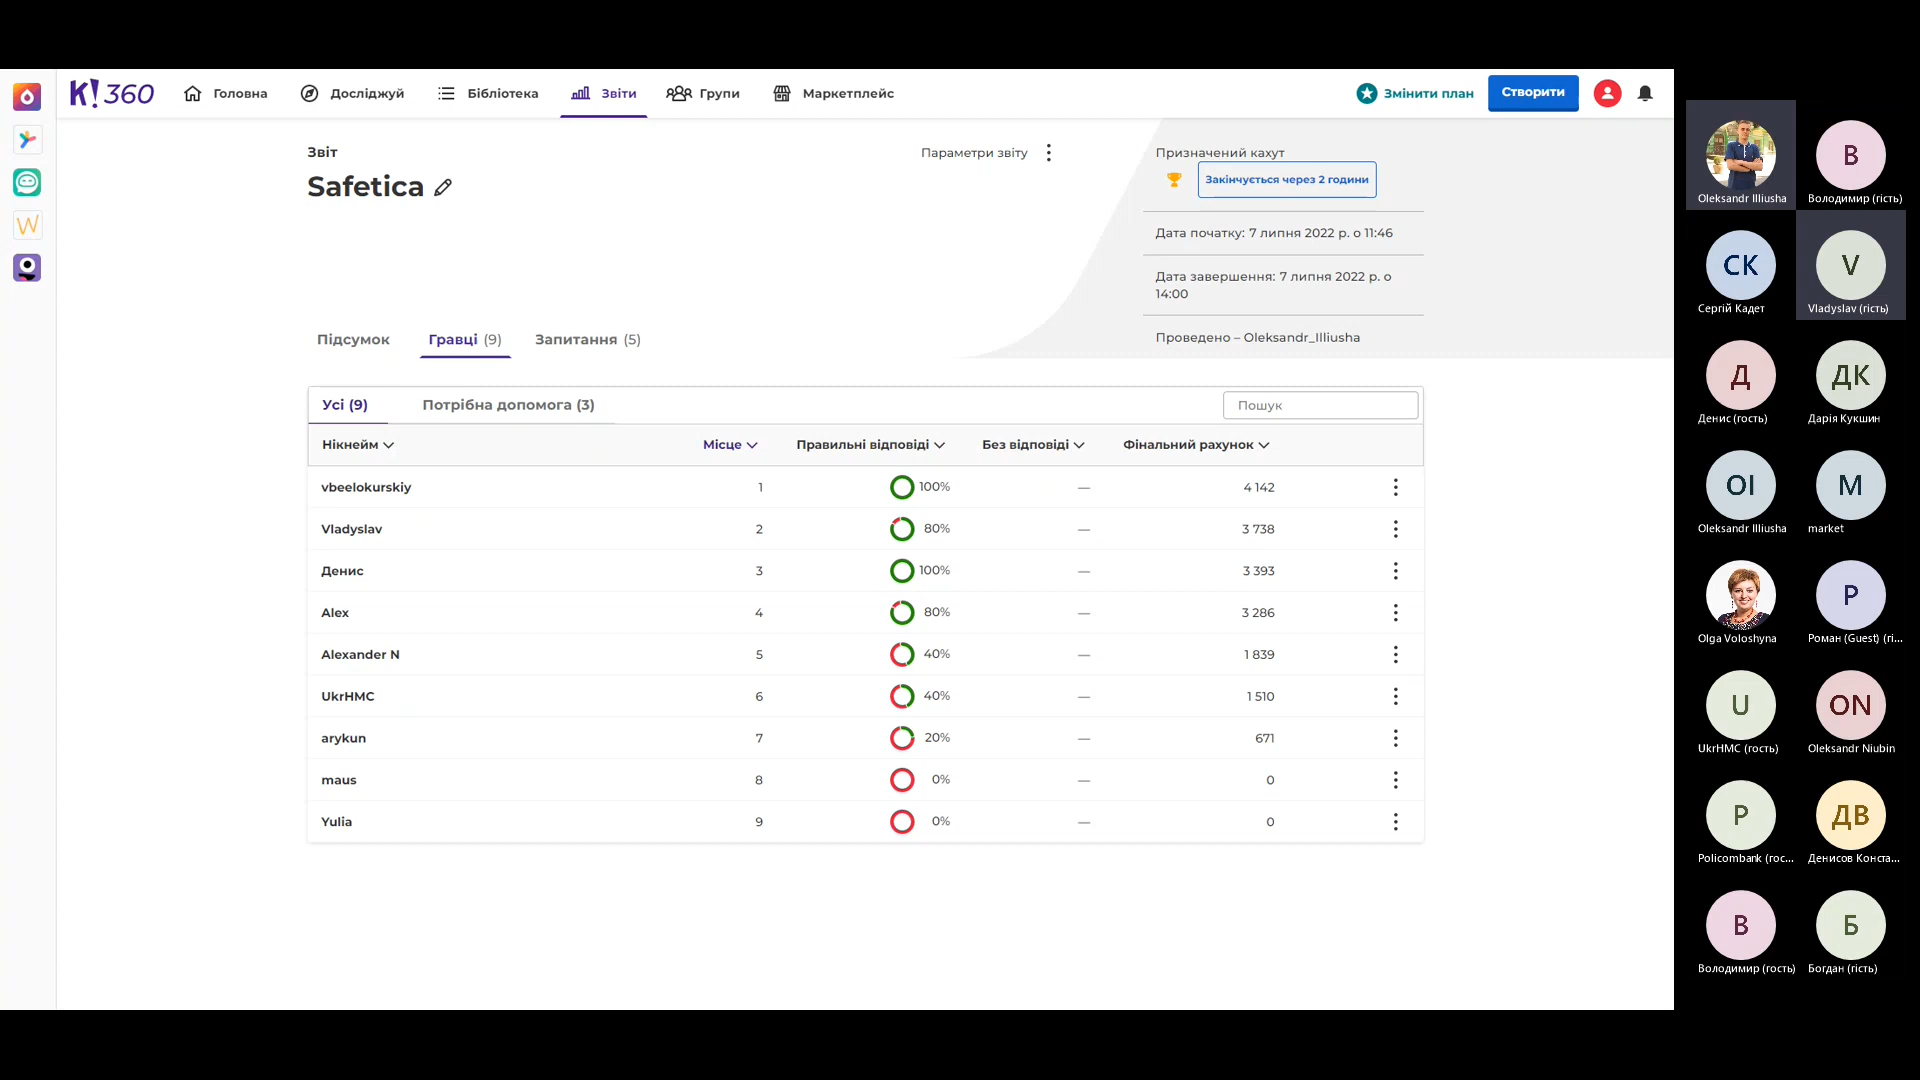 K! 360
Головна
Досліджуй
Бібліотека
Звіти
Групи
Маркетплейс
Змінити план
Створити
Звіт
Safetica
Параметри звіту
Призначений кахут
Закінчується через 2 години
Дата початку: 7 липня 2022 р. о 11:46
Дата завершення: 7 липня 2022 р. о
14:00
Проведено – Oleksandr_Illiusha
Підсумок
Гравці (9)
Запитання (5)
Усі (9)
Потрібна допомога (3)
Пошук
Нікнейм Місце Правильні відповіді Без відповіді Фінальний рахунок
vbeelokurskiy 1 100% — 4 142
Vladyslav 2 80% — 3 738
Денис 3 100% — 3 393
Alex 4 80% — 3 286
Alexander N 5 40% — 1 839
UkrHMC 6 40% — 1 510
arykun 7 20% — 671
maus 8 0% — 0
Yulia 9 0% — 0
W
Oleksandr Illiusha
В
Володимир (гість)
СК
Сергій Кадет
V
Vladyslav (гість)
Д
Денис (гость)
ДК
Дарія Кукшин
OI
Oleksandr Illiusha
M
market
Olga Voloshyna
Р
Роман (Guest) (гі...
U
UkrHMC (гость)
ON
Oleksandr Niubin
P
Policombank (гос...
ДВ
Денисов Конста...
В
Володимир (гость)
Б
Богдан (гість)